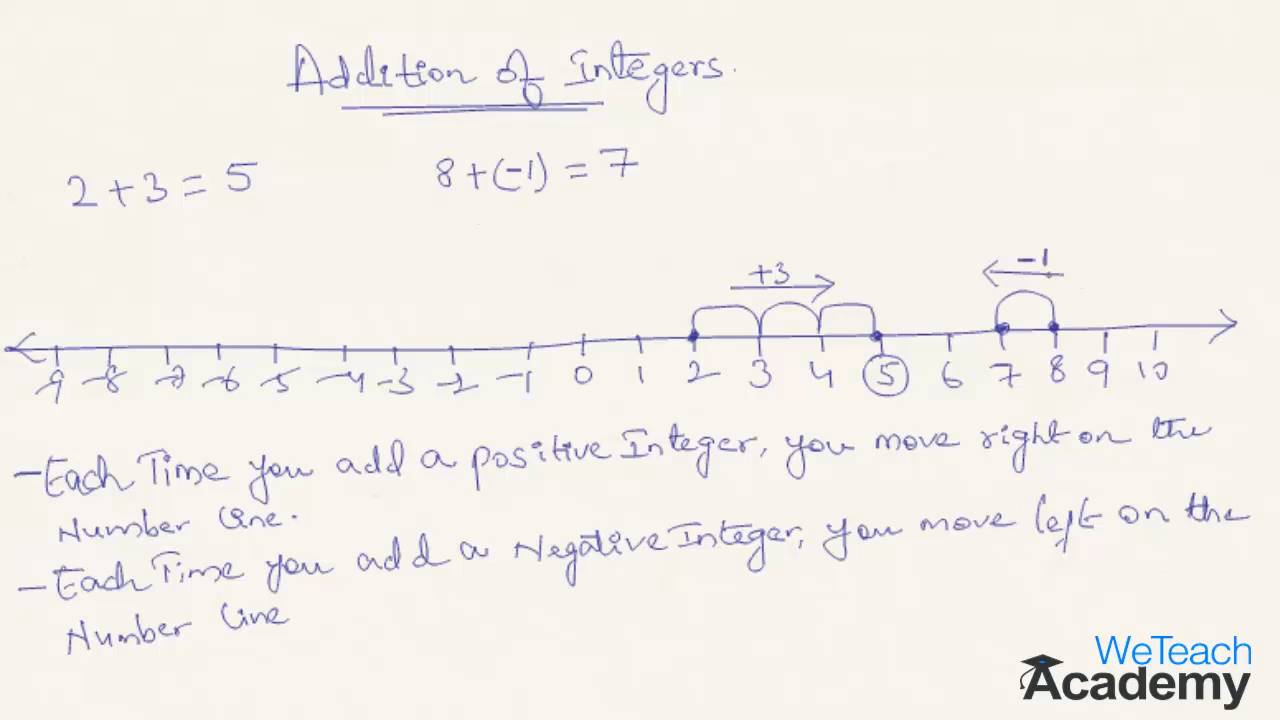 Addition of Integers.
2 + 3 = 5
8 + (-1) = 7
+3
-1
-9 -8 -7 -6 -5 -4 -3 -2 -1 0 1 2 3 4 5 6 7 8 9 10
- Each Time you add a positive Integer, you move right on the
Number line.
- Each Time you add a Negative Integer, you move left on the
Number line
WeTeach
Academy